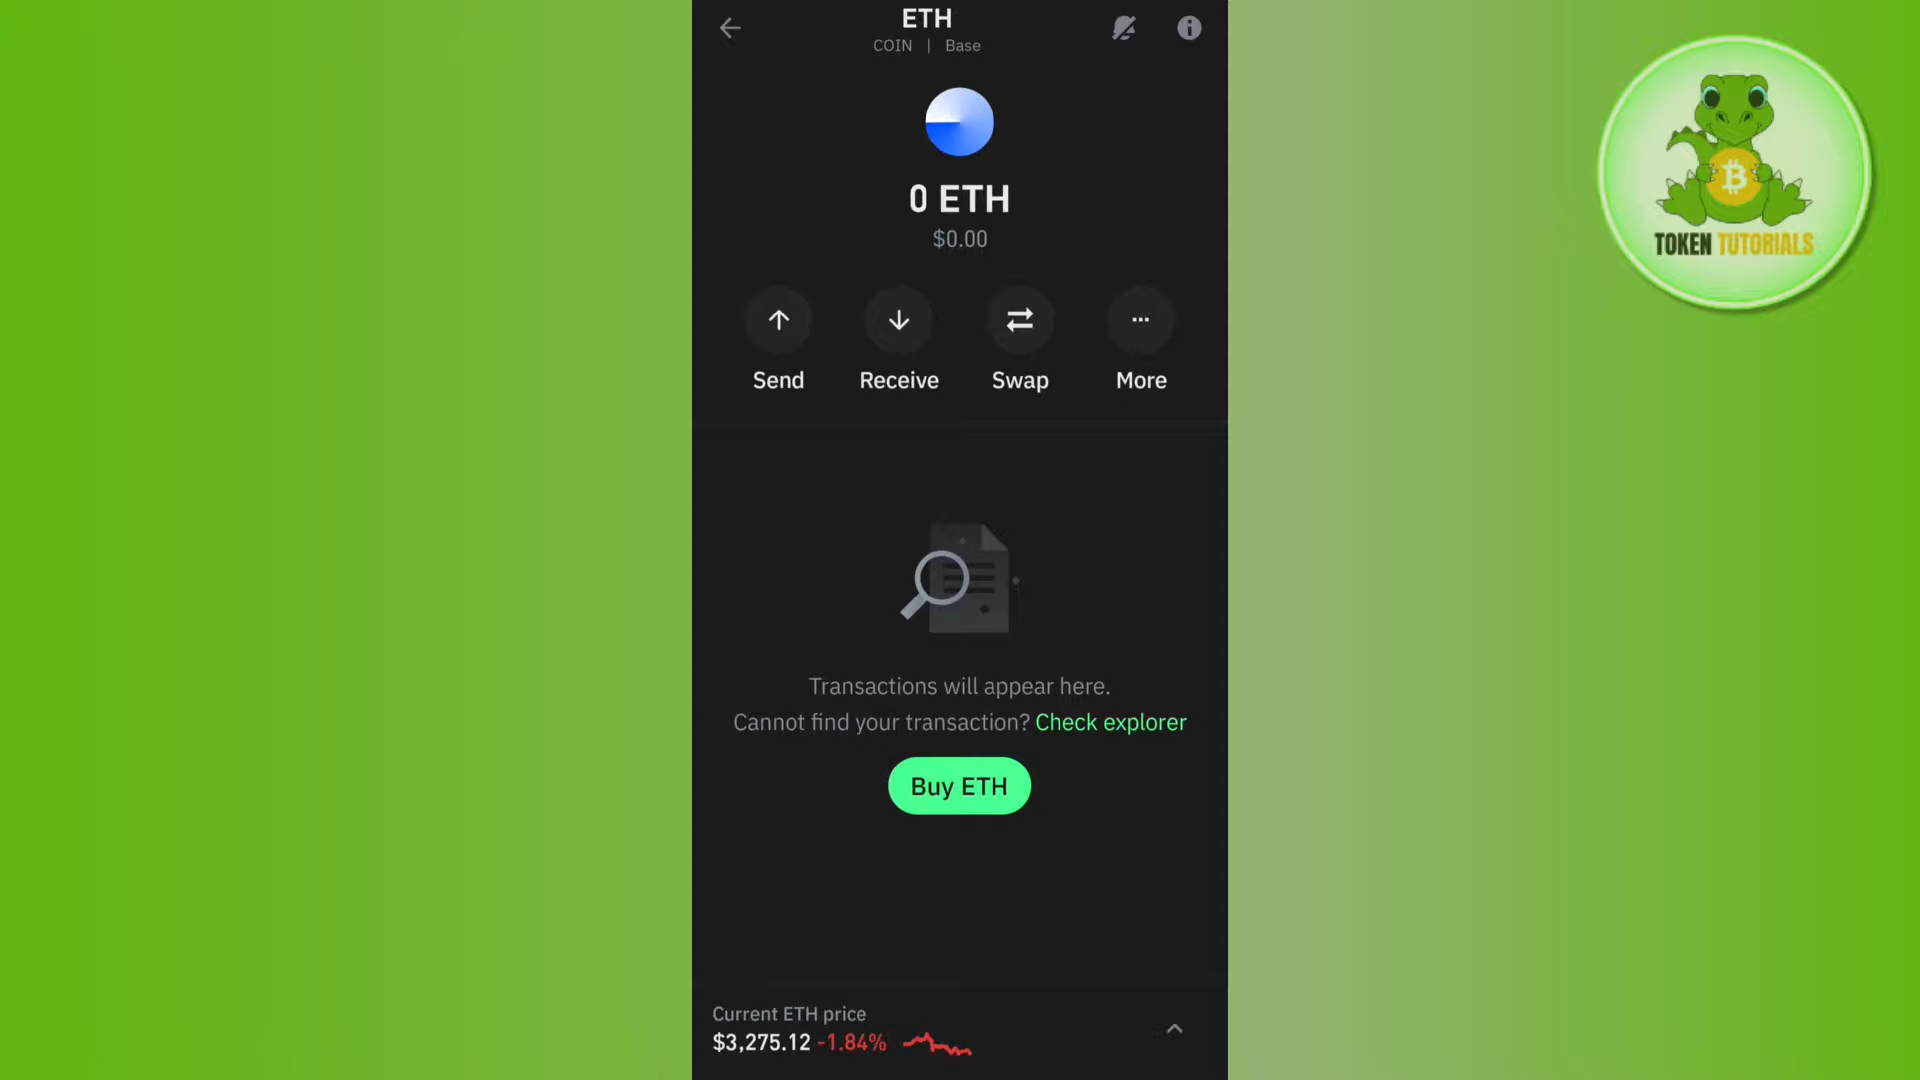 ETH
COIN | Base
0 ETH
$0.00
Send Receive Swap More
Transactions will appear here.
Cannot find your transaction? Check explorer
Buy ETH
Current ETH price
$3,275.12 -1.84%
TOKEN TUTORIALS